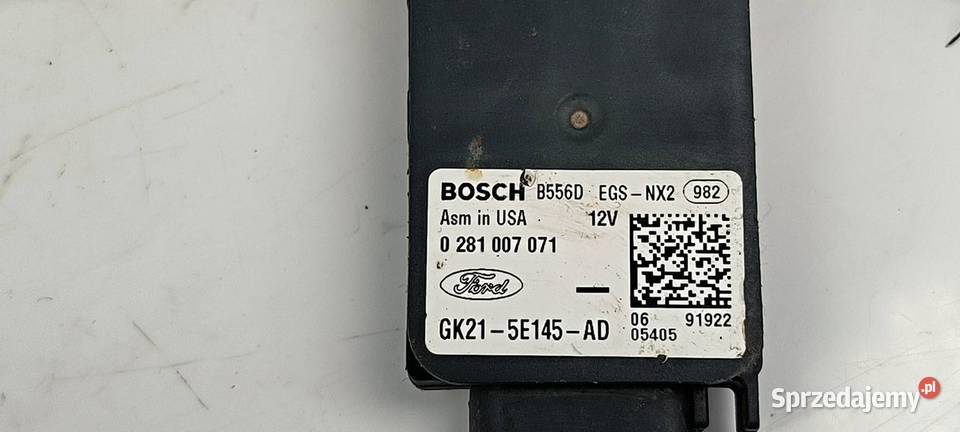 BOSCH B556D EGS-NX2 982
Asm in USA 12V
0 281 007 071
Ford
GK21-5E145-AD
06 91922
05405
Sprzedajemy.pl